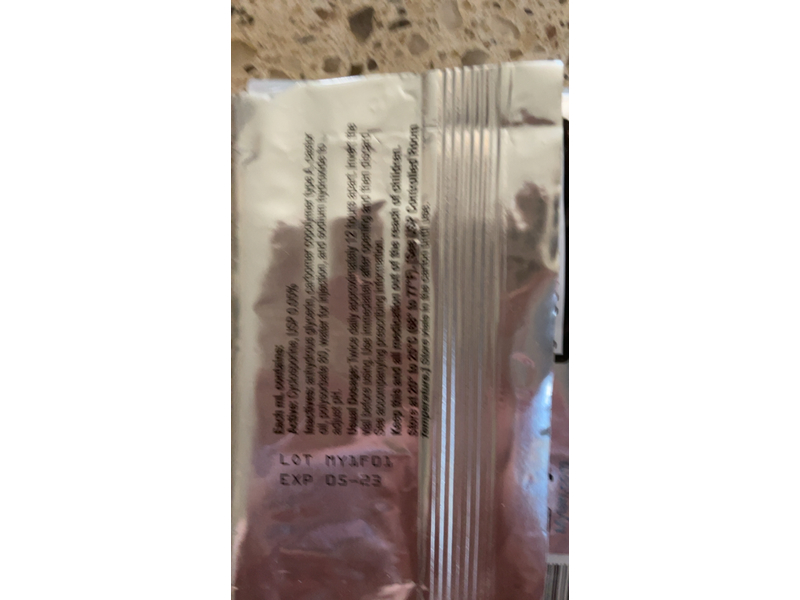 Each mL contains:
Active: Cyclosporine, USP 0.05%
Inactives: anhydrous glycerin, carbomer copolymer type A, castor
oil, polysorbate 80, water for injection, and sodium hydroxide to
adjust pH.
Usual Dosage: Twice daily approximately 12 hours apart, invert the
vial before using. Use immediately after opening and then discard.
See accompanying prescribing information.
Keep this and all medication out of the reach of children.
Store at 20° to 25°C (68° to 77°F). [See USP Controlled Room
Temperature.] Store vials in the carton until use.
LOT MY1F01
EXP 05-23